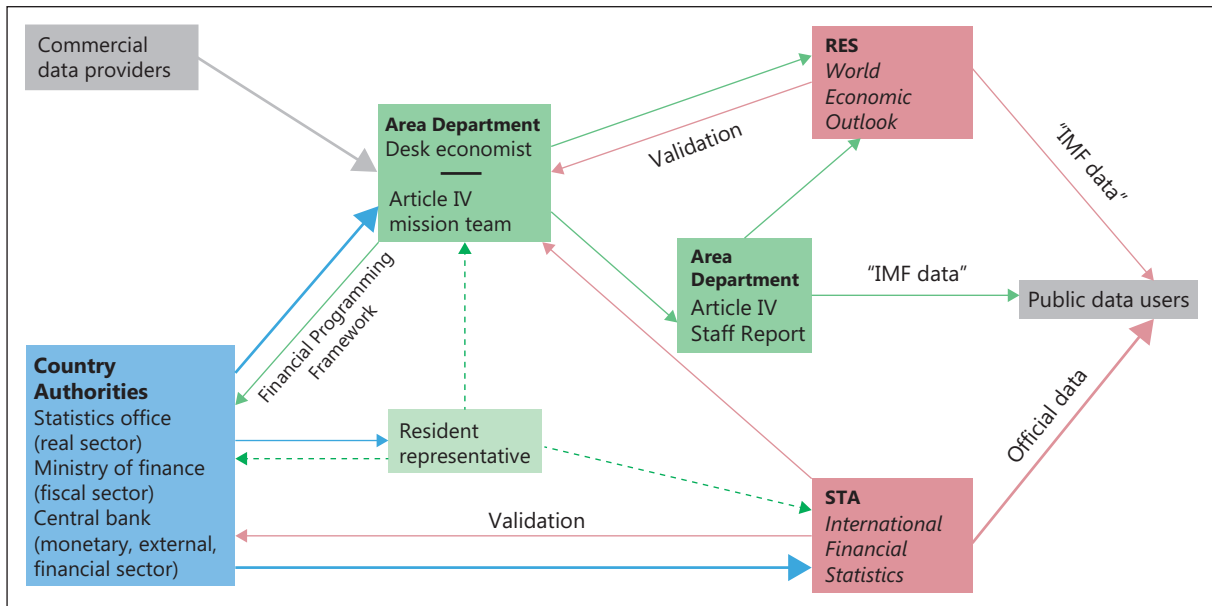 Commercial
data providers
Area Department
Desk economist
Article IV
mission team
RES
World
Economic
Outlook
Validation
"IMF data"
Area
Department
Article IV
Staff Report
"IMF data"
Public data users
Financial Programming
Framework
Country
Authorities
Statistics office
(real sector)
Ministry of finance
(fiscal sector)
Central bank
(monetary, external,
financial sector)
Resident
representative
Validation
STA
International
Financial
Statistics
Official data